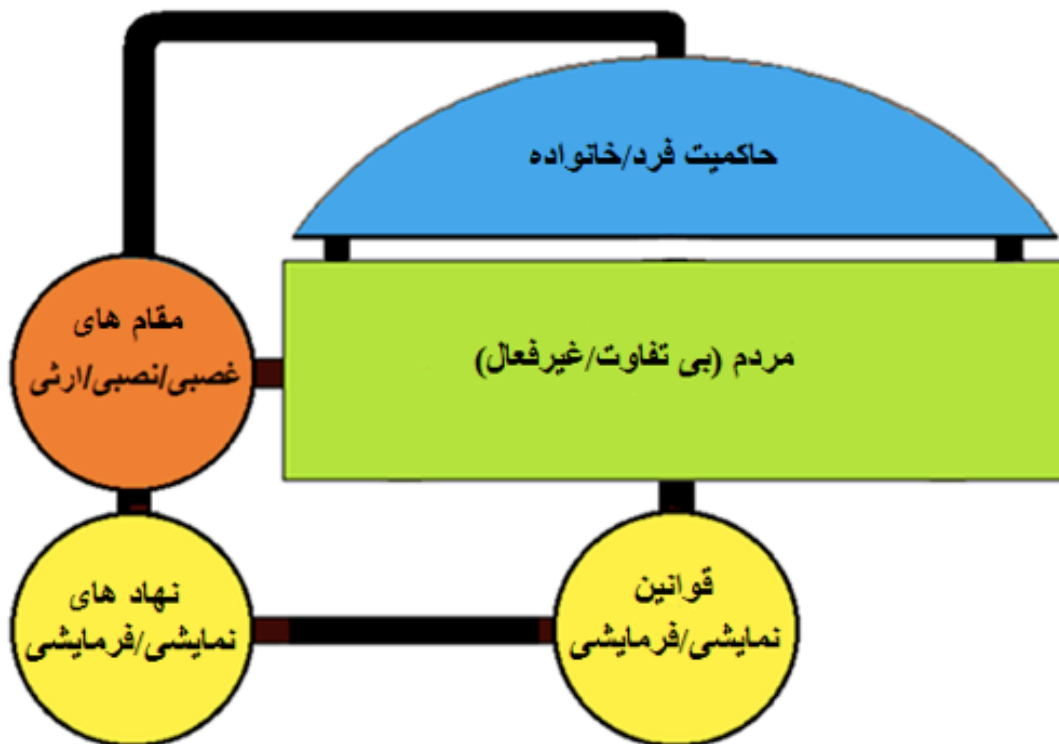 حاکمیت فرد/خانواده
مقام های
غصبی/نصبی/ارثی
مردم (بی تفاوت/غیرفعال)
قوانین
نمایشی/فرمایشی
نهاد های
نمایشی/فرمایشی